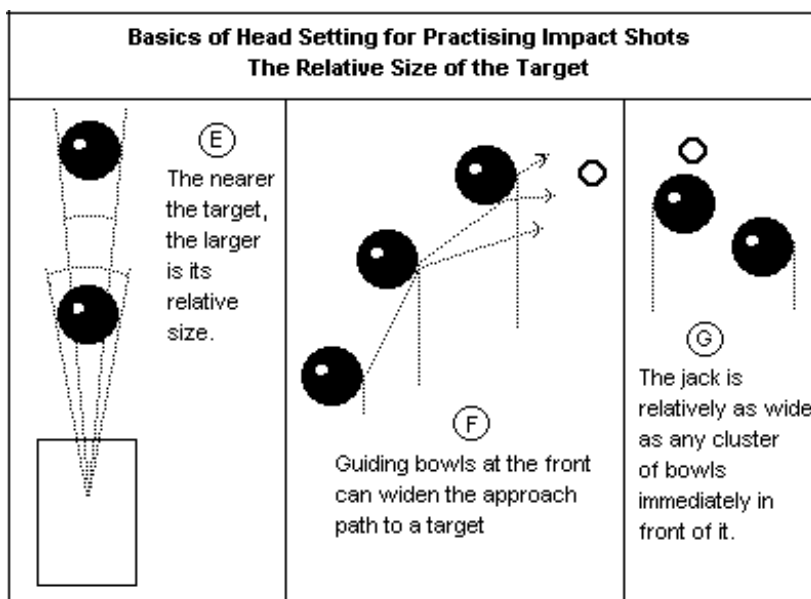 Basics of Head Setting for Practising Impact Shots
The Relative Size of the Target
E
The nearer
the target,
the larger
is its
relative
size.
F
Guiding bowls at the front
can widen the approach
path to a target
G
The jack is
relatively as wide
as any cluster
of bowls
immediately in
front of it.